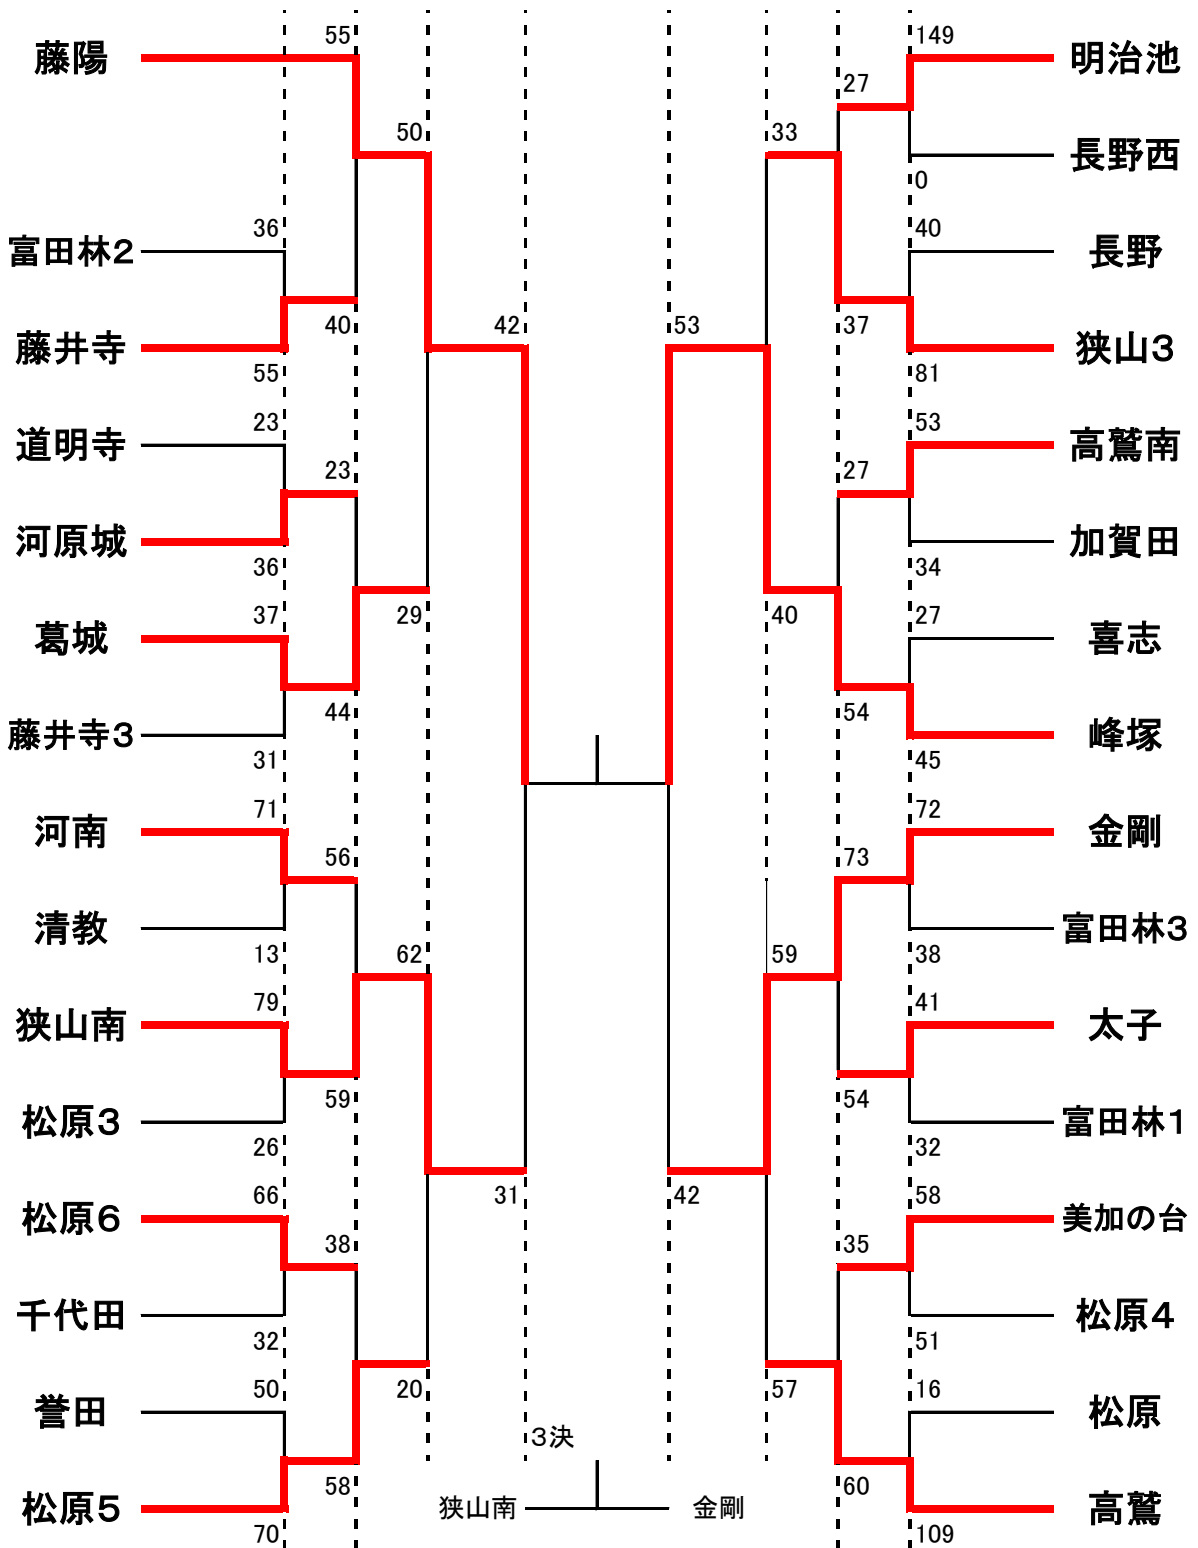 55
149
藤陽
明治池
27
50
33
長野西
0
36
40
富田林2
長野
40
42
53
37
藤井寺
狭山3
55
81
23
53
道明寺
高鷲南
23
27
河原城
加賀田
36
34
37
29
40
27
葛城
喜志
44
54
藤井寺3
峰塚
31
45
71
72
河南
金剛
56
73
清教
富田林3
13
62
59
38
79
41
狭山南
太子
59
54
松原3
富田林1
26
32
66
31
42
58
松原6
美加の台
38
35
千代田
松原4
32
51
50
20
57
16
誉田
松原
3決
58
60
松原5
狭山南
金剛
高鷲
70
109